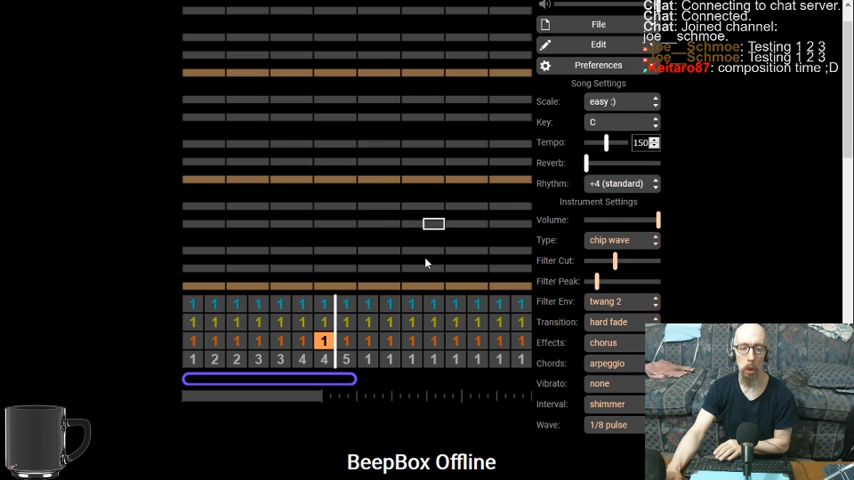 Chat: Connecting to chat server.
Chat: Connected.
Chat: Joined channel:
joe__schmoe.
Joe__Schmoe: Testing 1 2 3
Joe__Schmoe: Testing 1 2 3
Keitaro87: composition time ;D
File
Edit
Preferences
Song Settings
Scale: easy :)
Key: C
Tempo: 150
Reverb:
Rhythm: ÷4 (standard)
Instrument Settings
Volume:
Type: chip wave
Filter Cut:
Filter Peak:
Filter Env: twang 2
Transition: hard fade
Effects: chorus
Chords: arpeggio
Vibrato: none
Interval: shimmer
Wave: 1/8 pulse
1 1 1 1 1 1 1 1 1 1 1 1 1 1 1 1
1 1 1 1 1 1 1 1 1 1 1 1 1 1 1 1
1 1 1 1 1 1 1 1 1 1 1 1 1 1 1 1
1 2 2 3 3 4 4 5 1 1 1 1 1 1 1 1
BeepBox Offline